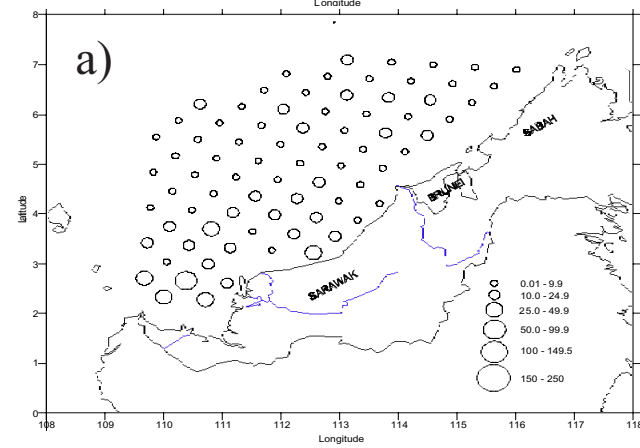 Longitude
8
a)
7
6
SABAH
5
BRUNEI
latitude
4
3
SARAWAK
0.01 - 9.9
10.0 - 24.9
2
25.0 - 49.9
50.0 - 99.9
1
100 - 149.5
150 - 250
0
108 109 110 111 112 113 114 115 116 117 118
Longitude